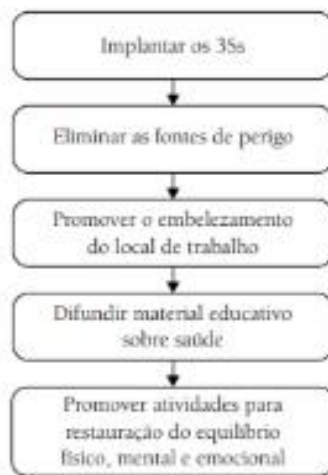 Implantar os 3Ss
Eliminar as fontes de perigo
Promover o embelezamento
do local de trabalho
Difundir material educativo
sobre saúde
Promover atividades para
restauração do equilíbrio
físico, mental e emocional